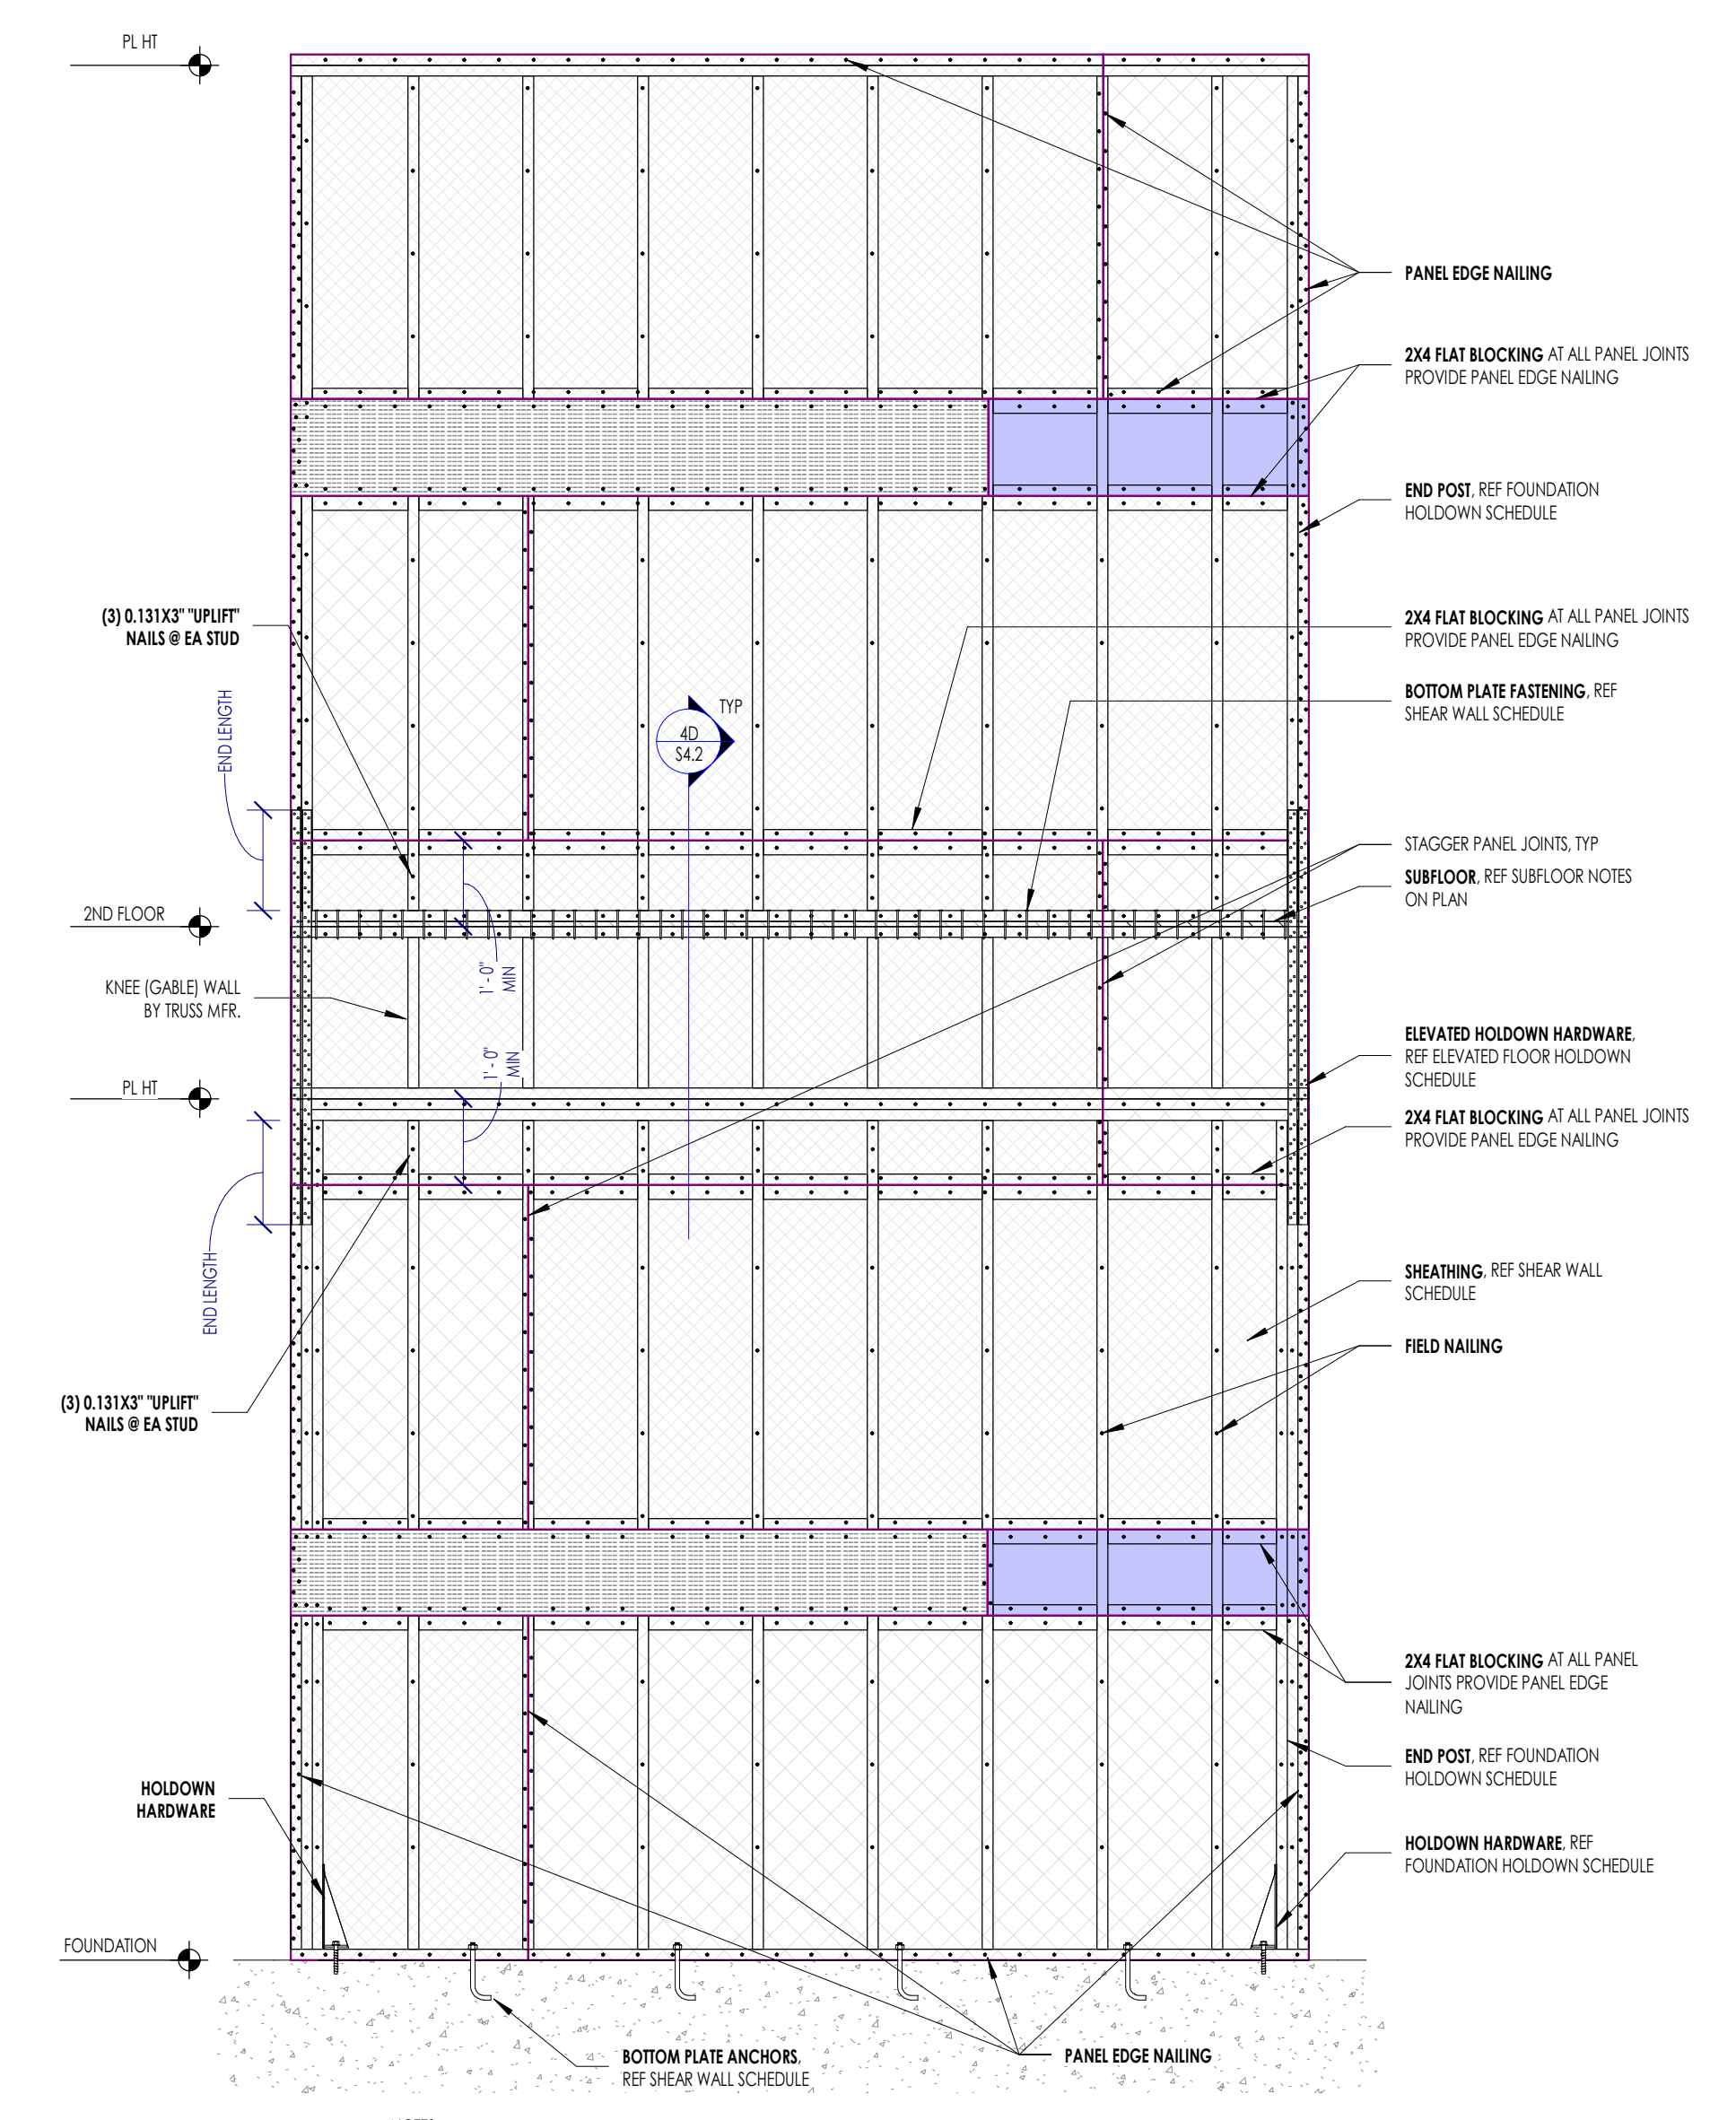 PL HT
PANEL EDGE NAILING
2X4 FLAT BLOCKING AT ALL PANEL JOINTS
PROVIDE PANEL EDGE NAILING
END POST, REF FOUNDATION
HOLDOWN SCHEDULE
(3) 0.131X3" "UPLIFT"
NAILS @ EA STUD
2X4 FLAT BLOCKING AT ALL PANEL JOINTS
PROVIDE PANEL EDGE NAILING
END LENGTH
BOTTOM PLATE FASTENING, REF
SHEAR WALL SCHEDULE
TYP
4D
S4.2
STAGGER PANEL JOINTS, TYP
SUBFLOOR, REF SUBFLOOR NOTES
ON PLAN
2ND FLOOR
1' - 0"
MIN
KNEE (GABLE) WALL
BY TRUSS MFR.
1' - 0"
MIN
ELEVATED HOLDOWN HARDWARE,
REF ELEVATED FLOOR HOLDOWN
SCHEDULE
PL HT
2X4 FLAT BLOCKING AT ALL PANEL JOINTS
PROVIDE PANEL EDGE NAILING
END LENGTH
SHEATHING, REF SHEAR WALL
SCHEDULE
FIELD NAILING
(3) 0.131X3" "UPLIFT"
NAILS @ EA STUD
2X4 FLAT BLOCKING AT ALL PANEL
JOINTS PROVIDE PANEL EDGE
NAILING
END POST, REF FOUNDATION
HOLDOWN SCHEDULE
HOLDOWN
HARDWARE
HOLDOWN HARDWARE, REF
FOUNDATION HOLDOWN SCHEDULE
FOUNDATION
BOTTOM PLATE ANCHORS,
REF SHEAR WALL SCHEDULE
PANEL EDGE NAILING